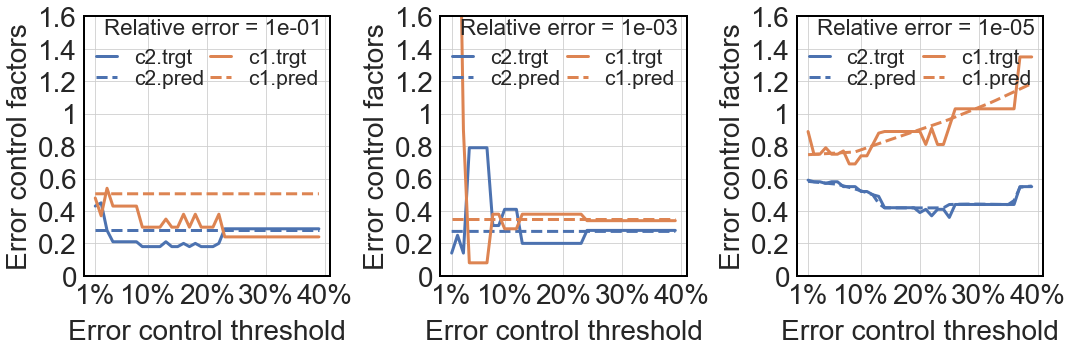 Error control factors
1.6
1.4
1.2
1
0.8
0.6
0.4
0.2
0
Relative error = 1e-01
c2.trgt c1.trgt
c2.pred c1.pred
1% 10% 20% 30% 40%
Error control threshold
Error control factors
1.6
1.4
1.2
1
0.8
0.6
0.4
0.2
0
Relative error = 1e-03
c2.trgt c1.trgt
c2.pred c1.pred
1% 10% 20% 30% 40%
Error control threshold
Error control factors
1.6
1.4
1.2
1
0.8
0.6
0.4
0.2
0
Relative error = 1e-05
c2.trgt c1.trgt
c2.pred c1.pred
1% 10% 20% 30% 40%
Error control threshold